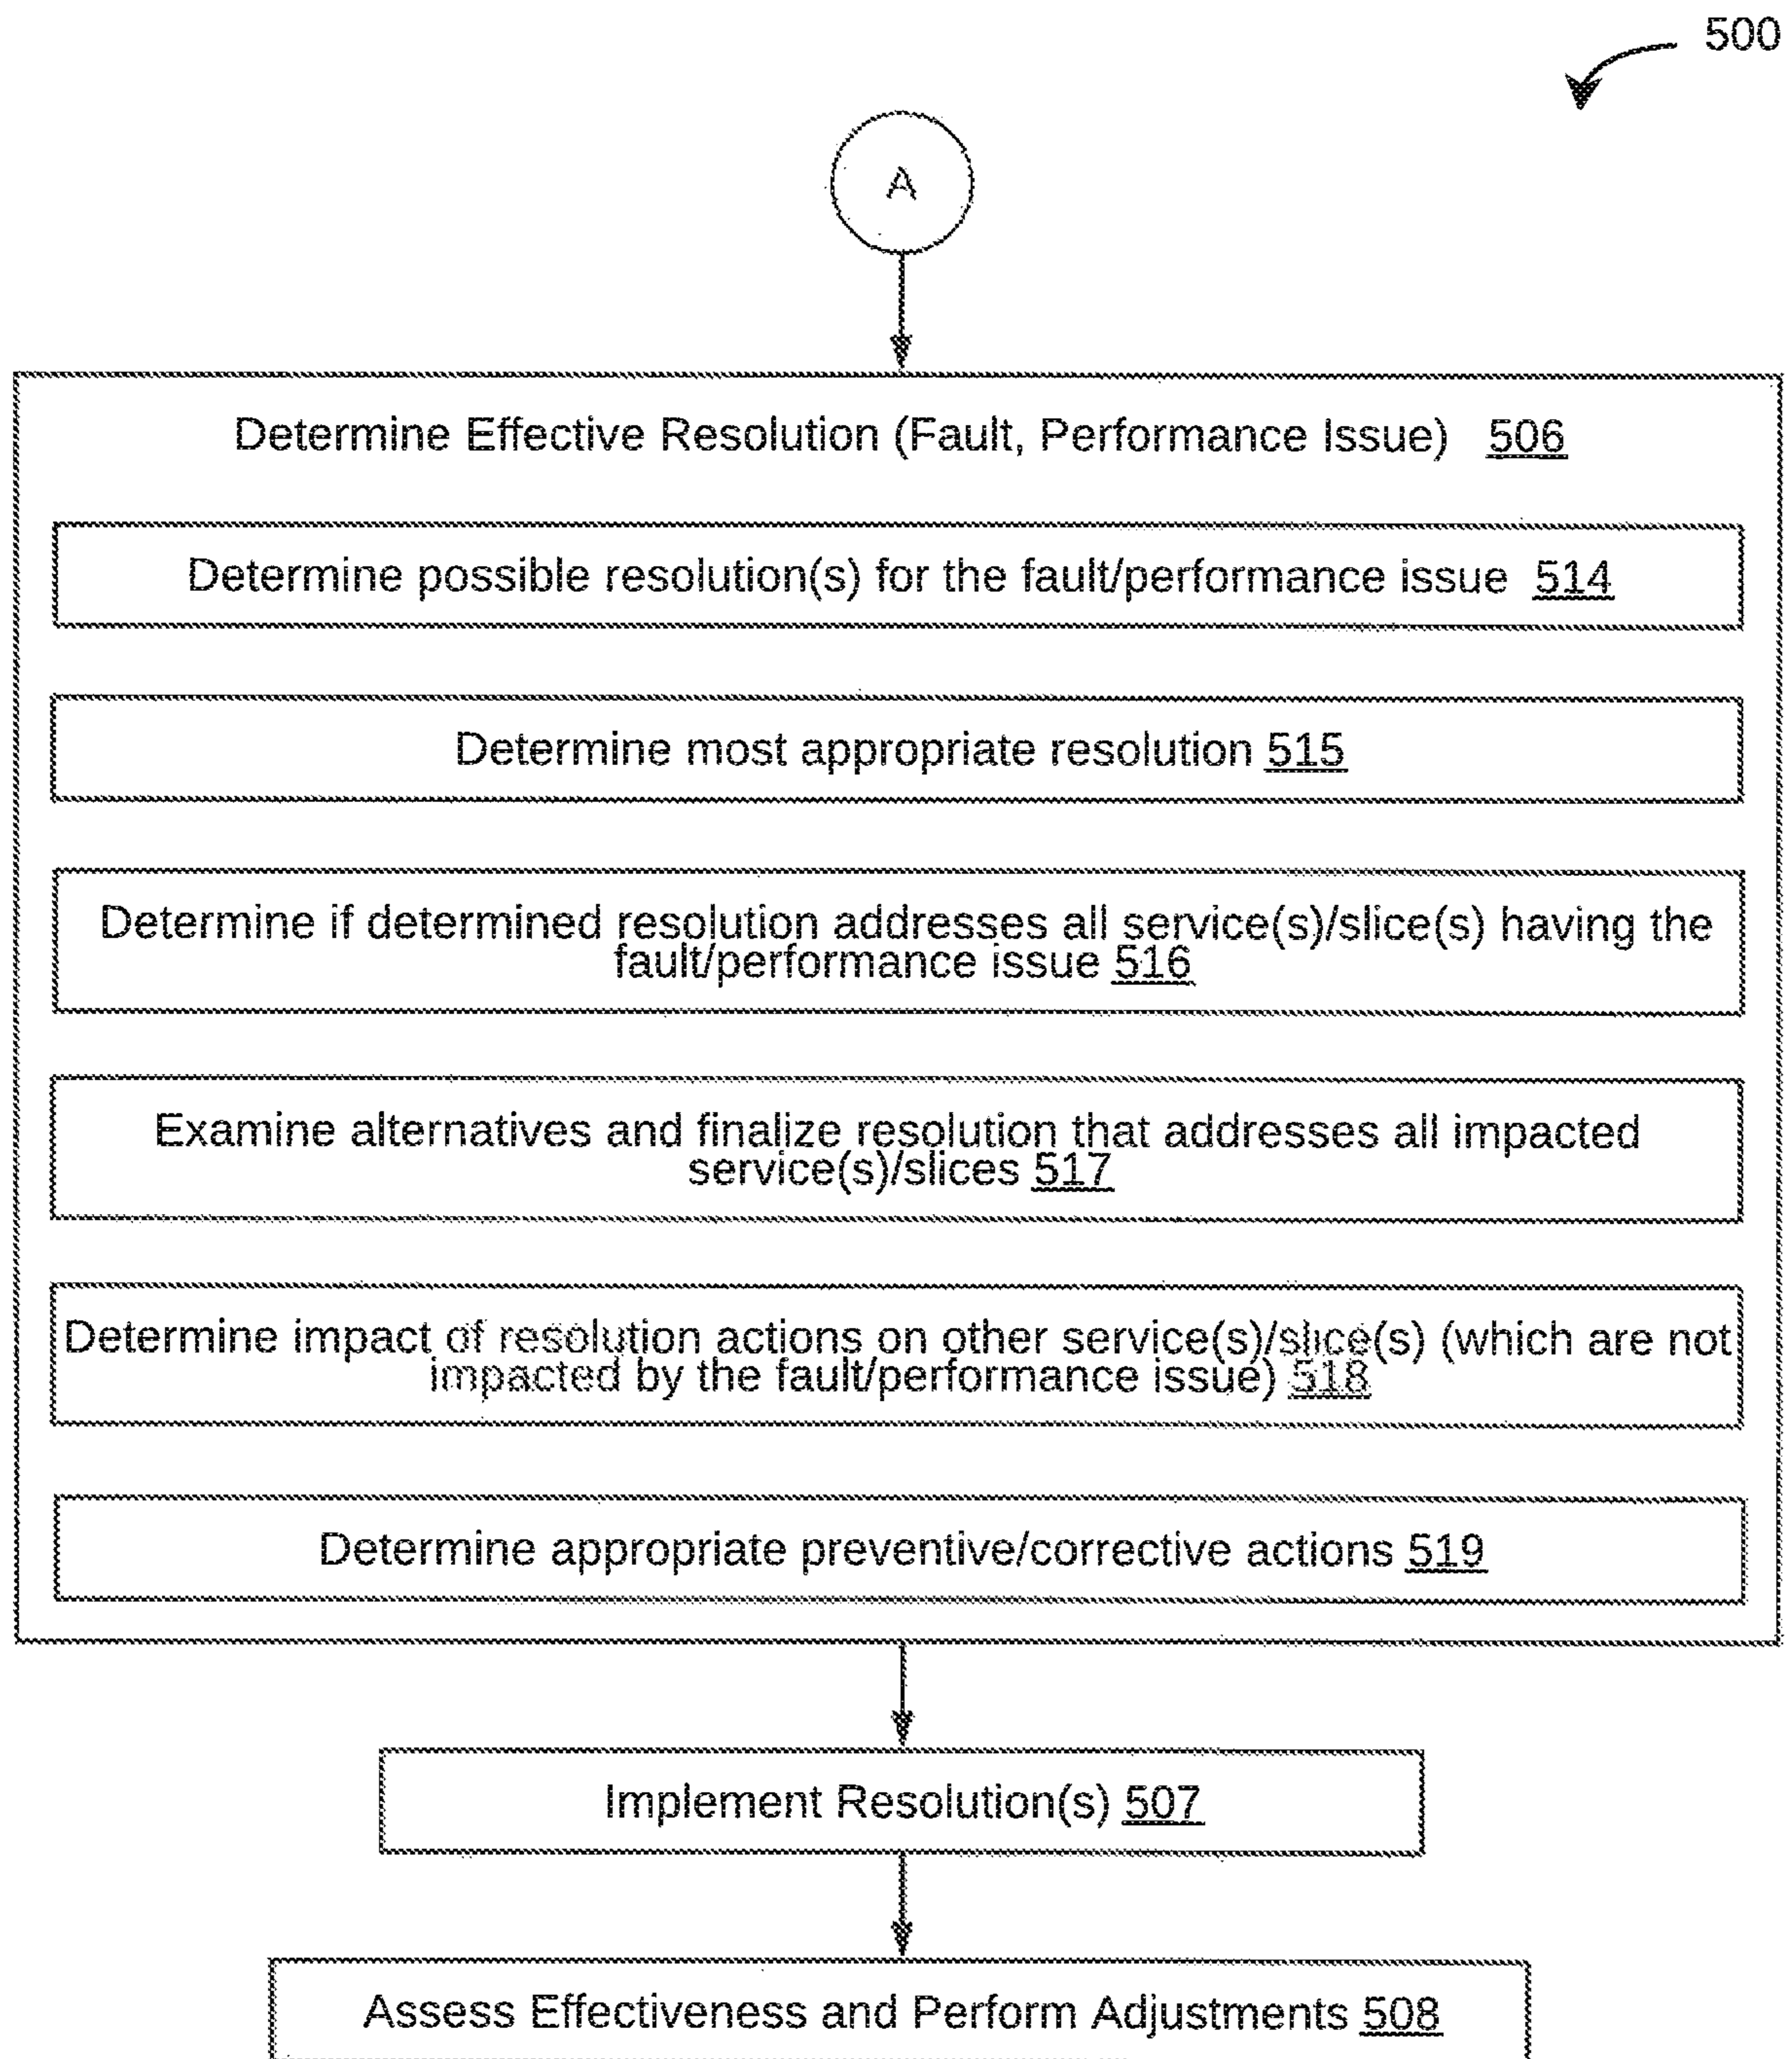 500
A
Determine Effective Resolution (Fault, Performance Issue) 506
Determine possible resolution(s) for the fault/performance issue 514
Determine most appropriate resolution 515
Determine if determined resolution addresses all service(s)/slice(s) having the
fault/performance issue 516
Examine alternatives and finalize resolution that addresses all impacted
service(s)/slices 517
Determine impact of resolution actions on other service(s)/slice(s) (which are not
impacted by the fault/performance issue) 518
Determine appropriate preventive/corrective actions 519
Implement Resolution(s) 507
Assess Effectiveness and Perform Adjustments 508